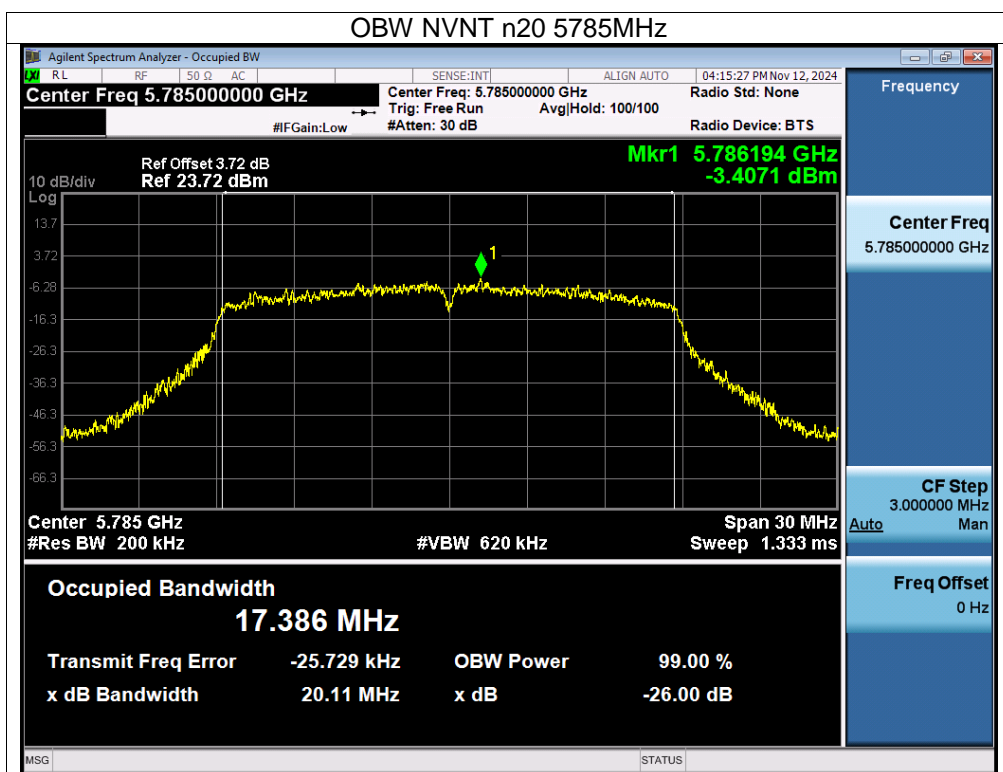 OBW NVNT n20 5785MHz
Agilent Spectrum Analyzer - Occupied BW
LXI RL RF 50 Ω AC SENSE:INT ALIGN AUTO 04:15:27 PM Nov 12, 2024
Center Freq 5.785000000 GHz
Center Freq: 5.785000000 GHz Radio Std: None
Trig: Free Run Avg|Hold: 100/100
#IFGain:Low #Atten: 30 dB Radio Device: BTS
Frequency
Mkr1 5.786194 GHz
-3.4071 dBm
Ref Offset 3.72 dB
10 dB/div Ref 23.72 dBm
Log
13.7
3.72
-6.28
-16.3
-26.3
-36.3
-46.3
-56.3
-66.3
1
Center 5.785 GHz Span 30 MHz
#Res BW 200 kHz #VBW 620 kHz Sweep 1.333 ms
Center Freq
5.785000000 GHz
CF Step
3.000000 MHz
Auto Man
Freq Offset
0 Hz
Occupied Bandwidth
17.386 MHz
Transmit Freq Error -25.729 kHz OBW Power 99.00 %
x dB Bandwidth 20.11 MHz x dB -26.00 dB
MSG STATUS